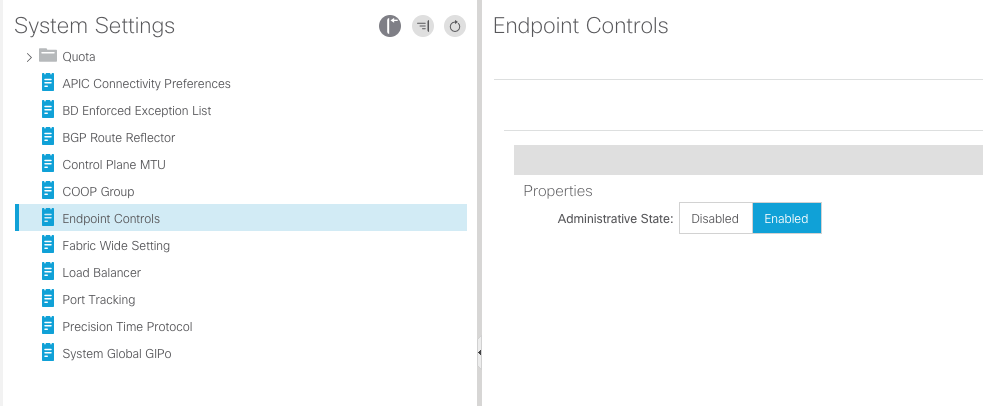 System Settings
Quota
APIC Connectivity Preferences
BD Enforced Exception List
BGP Route Reflector
Control Plane MTU
COOP Group
Endpoint Controls
Fabric Wide Setting
Load Balancer
Port Tracking
Precision Time Protocol
System Global GIPo
Endpoint Controls
Properties
Administrative State: Disabled Enabled